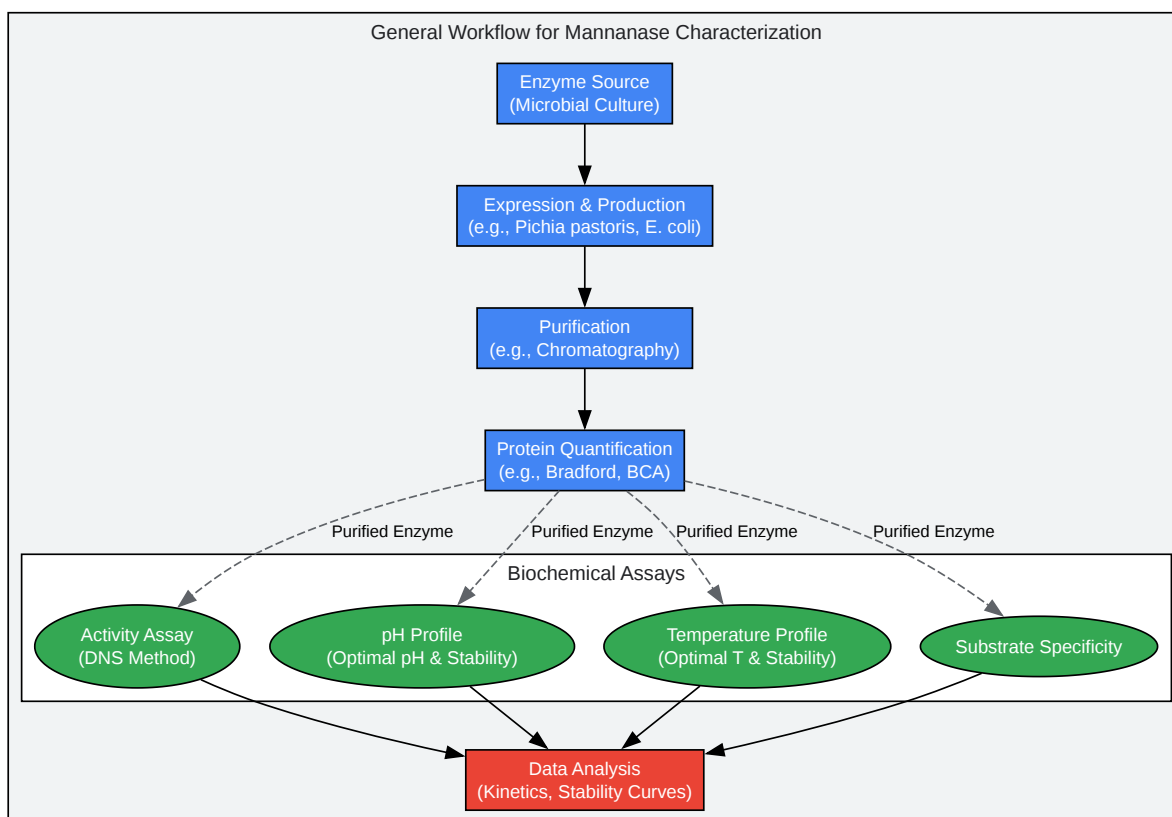 General Workflow for Mannanase Characterization
Enzyme Source
(Microbial Culture)
Expression & Production
(e.g., Pichia pastoris, E. coli)
Purification
(e.g., Chromatography)
Protein Quantification
(e.g., Bradford, BCA)
Purified Enzyme
Purified Enzyme
Purified Enzyme
Purified Enzyme
Biochemical Assays
Activity Assay
(DNS Method)
pH Profile
(Optimal pH & Stability)
Temperature Profile
(Optimal T & Stability)
Substrate Specificity
Data Analysis
(Kinetics, Stability Curves)